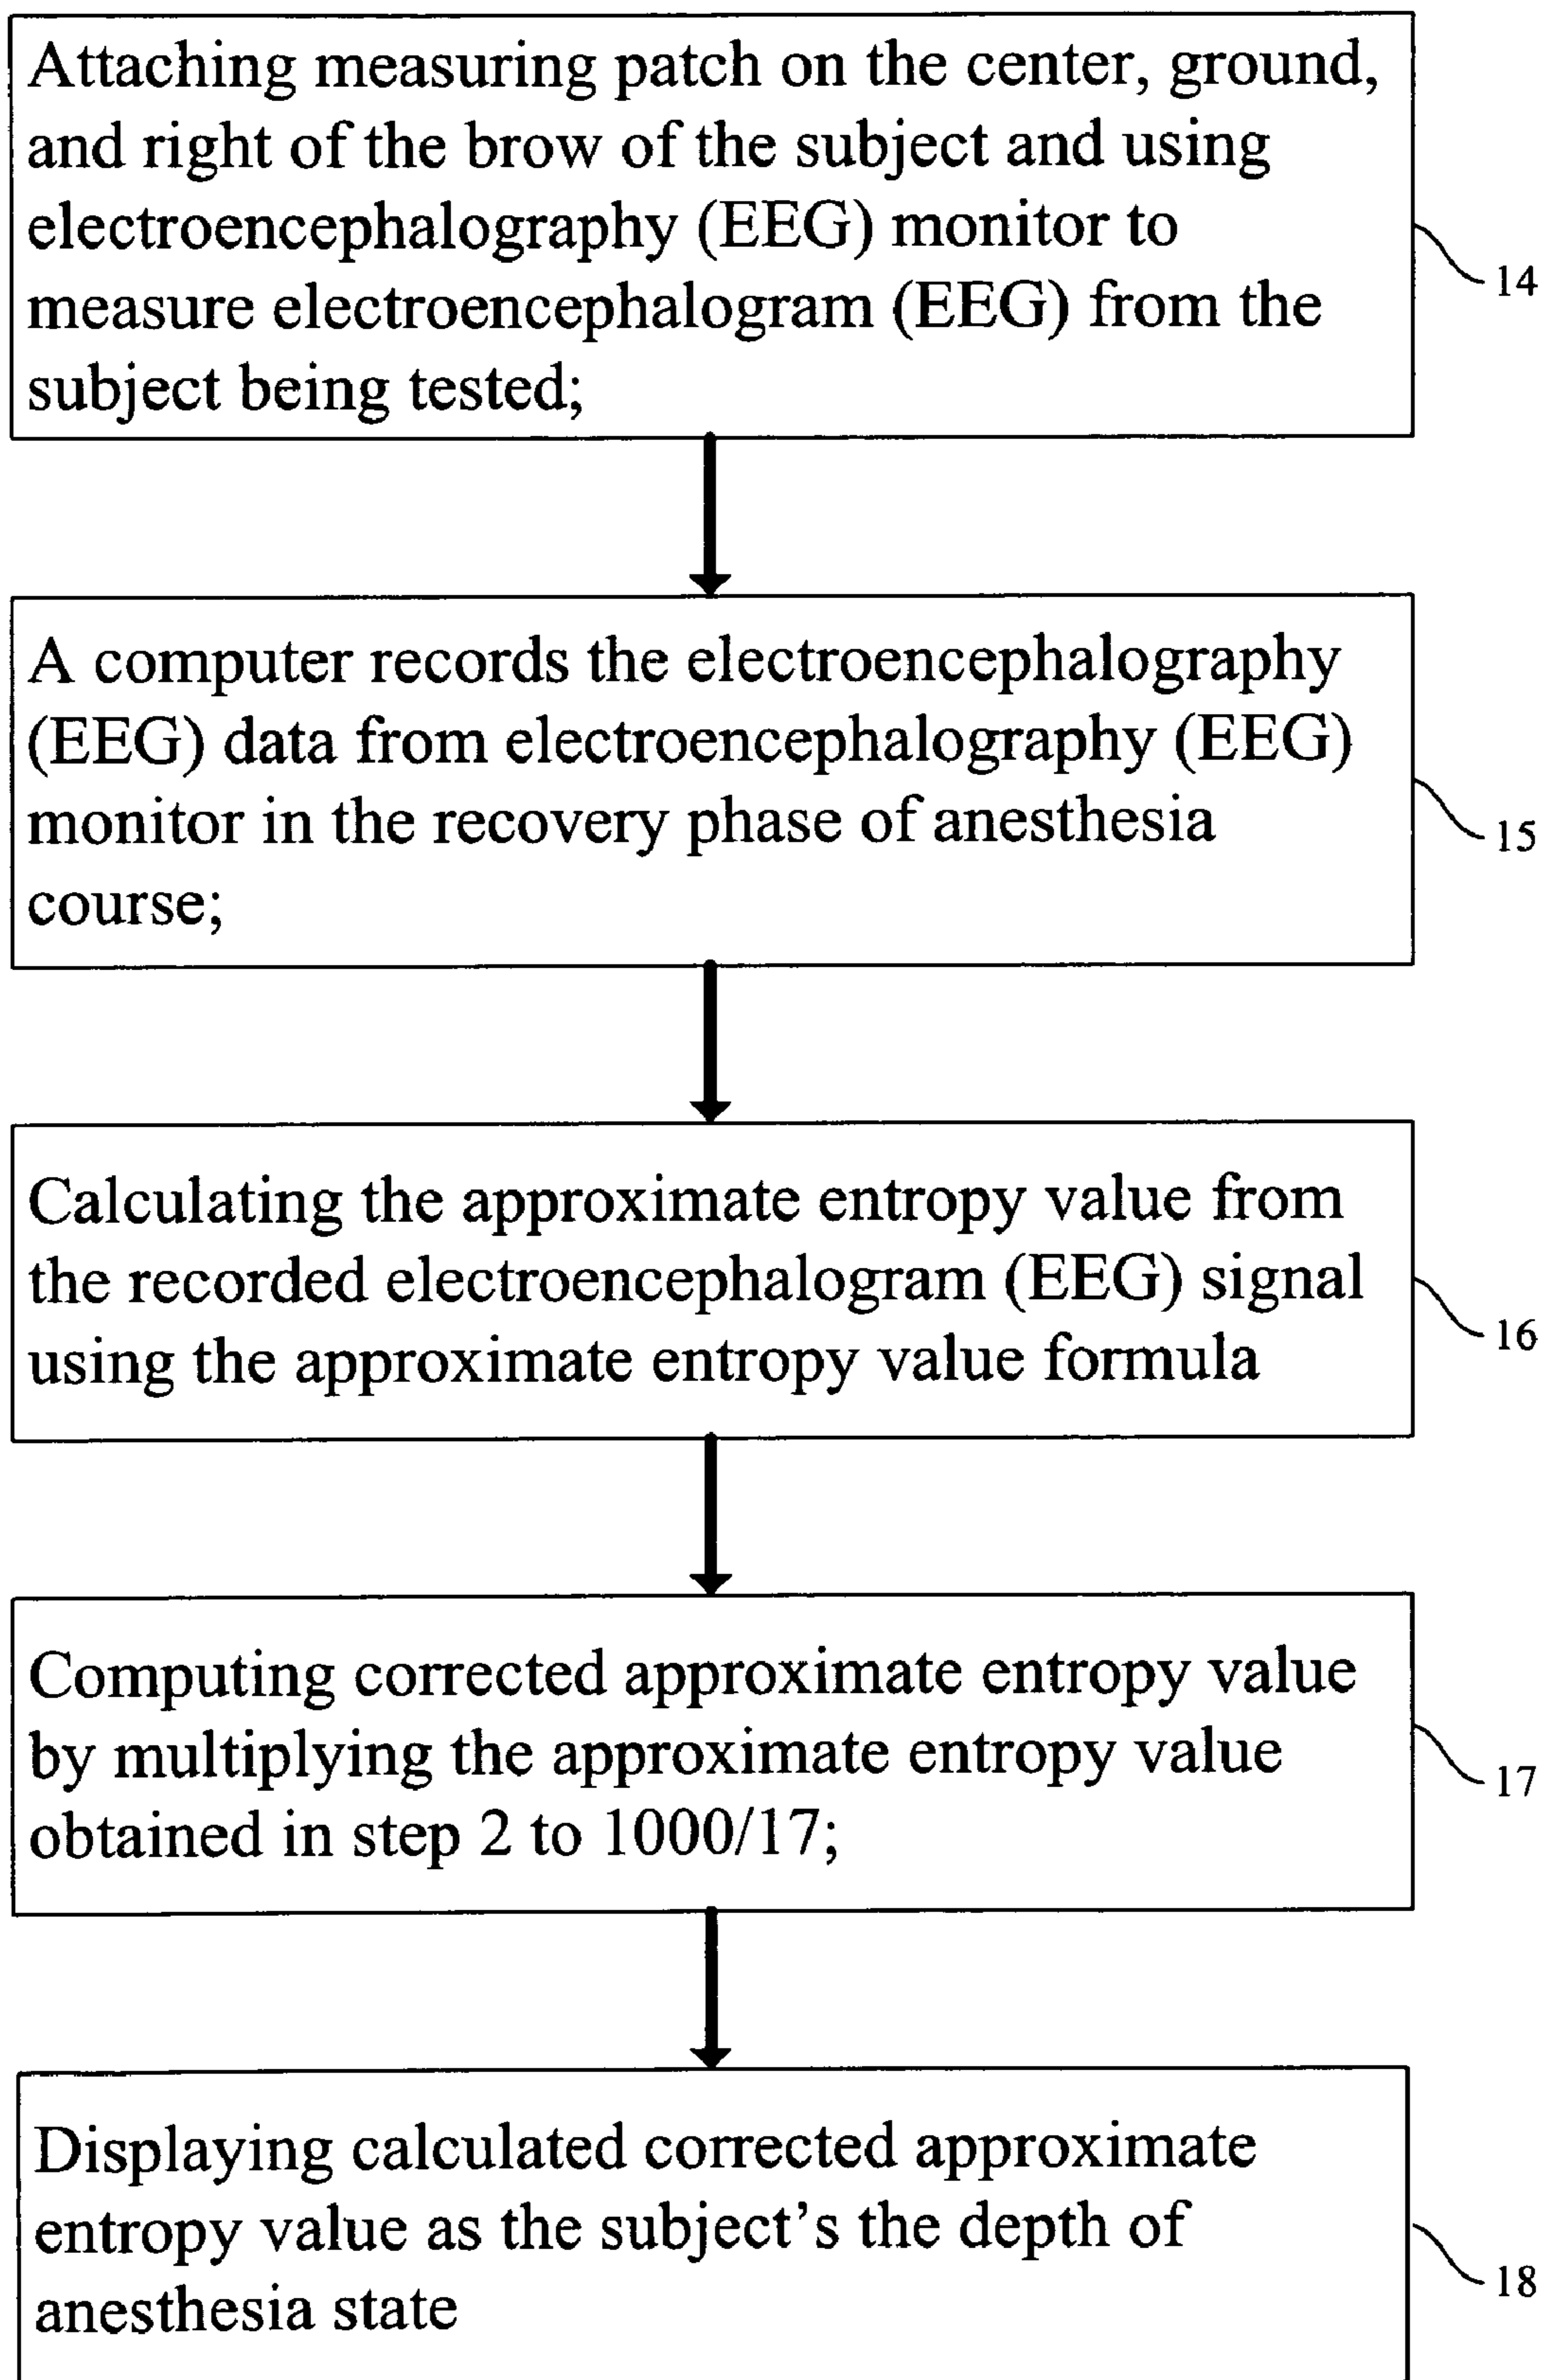 Attaching measuring patch on the center, ground,
and right of the brow of the subject and using
electroencephalography (EEG) monitor to
measure electroencephalogram (EEG) from the
subject being tested;
14
A computer records the electroencephalography
(EEG) data from electroencephalography (EEG)
monitor in the recovery phase of anesthesia
course;
15
Calculating the approximate entropy value from
the recorded electroencephalogram (EEG) signal
using the approximate entropy value formula
16
Computing corrected approximate entropy value
by multiplying the approximate entropy value
obtained in step 2 to 1000/17;
17
Displaying calculated corrected approximate
entropy value as the subject’s the depth of
anesthesia state
18